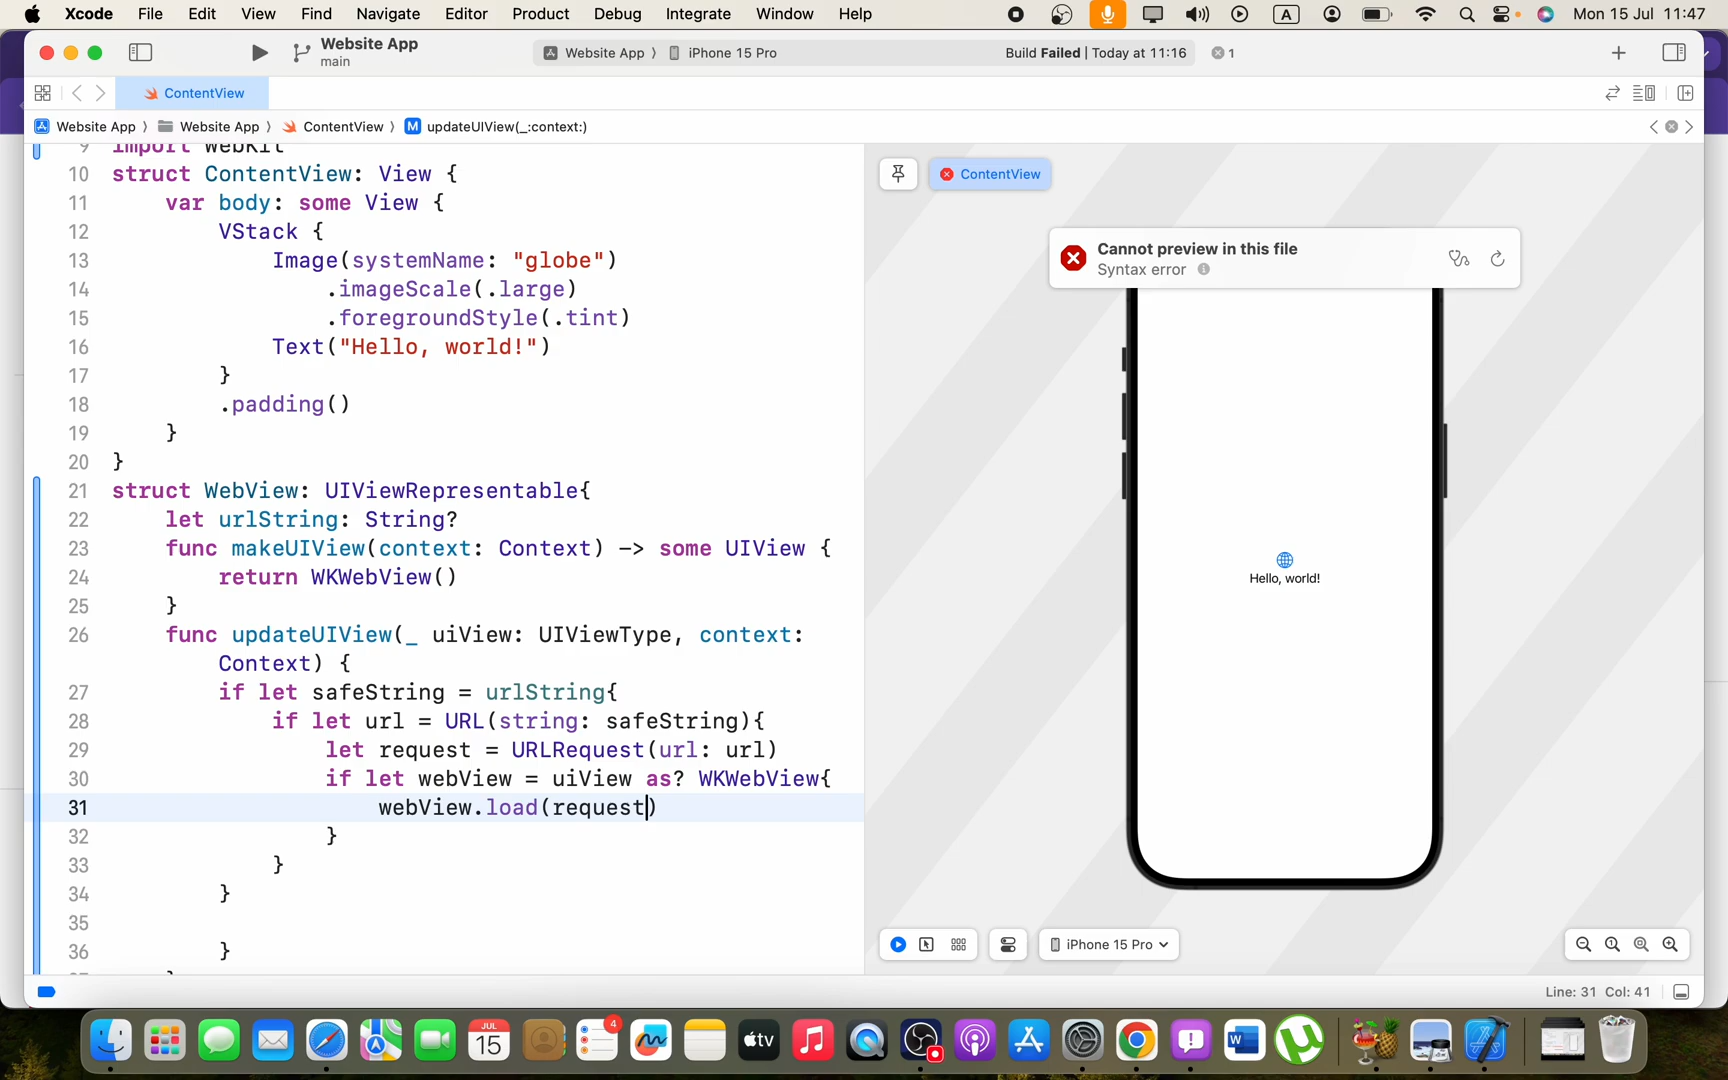 Xcode File Edit View Find Navigate Editor Product Debug Integrate Window Help A Mon 15 Jul 11:47
Website App
main
Website App 〉 iPhone 15 Pro Build Failed | Today at 11:16 1
ContentView
Website App 〉 Website App 〉 ContentView 〉 M updateUIView(_:context:)
9 import WebKit
10 struct ContentView: View {
11 var body: some View {
12 VStack {
13 Image(systemName: "globe")
14 .imageScale(.large)
15 .foregroundStyle(.tint)
16 Text("Hello, world!")
17 }
18 .padding()
19 }
20 }
21 struct WebView: UIViewRepresentable{
22 let urlString: String?
23 func makeUIView(context: Context) -> some UIView {
24 return WKWebView()
25 }
26 func updateUIView(_ uiView: UIViewType, context:
Context) {
27 if let safeString = urlString{
28 if let url = URL(string: safeString){
29 let request = URLRequest(url: url)
30 if let webView = uiView as? WKWebView{
31 webView.load(request)
32 }
33 }
34 }
35
36 }
ContentView
Cannot preview in this file
Syntax error
Hello, world!
iPhone 15 Pro
Line: 31 Col: 41
4
JUL
15
tv
W